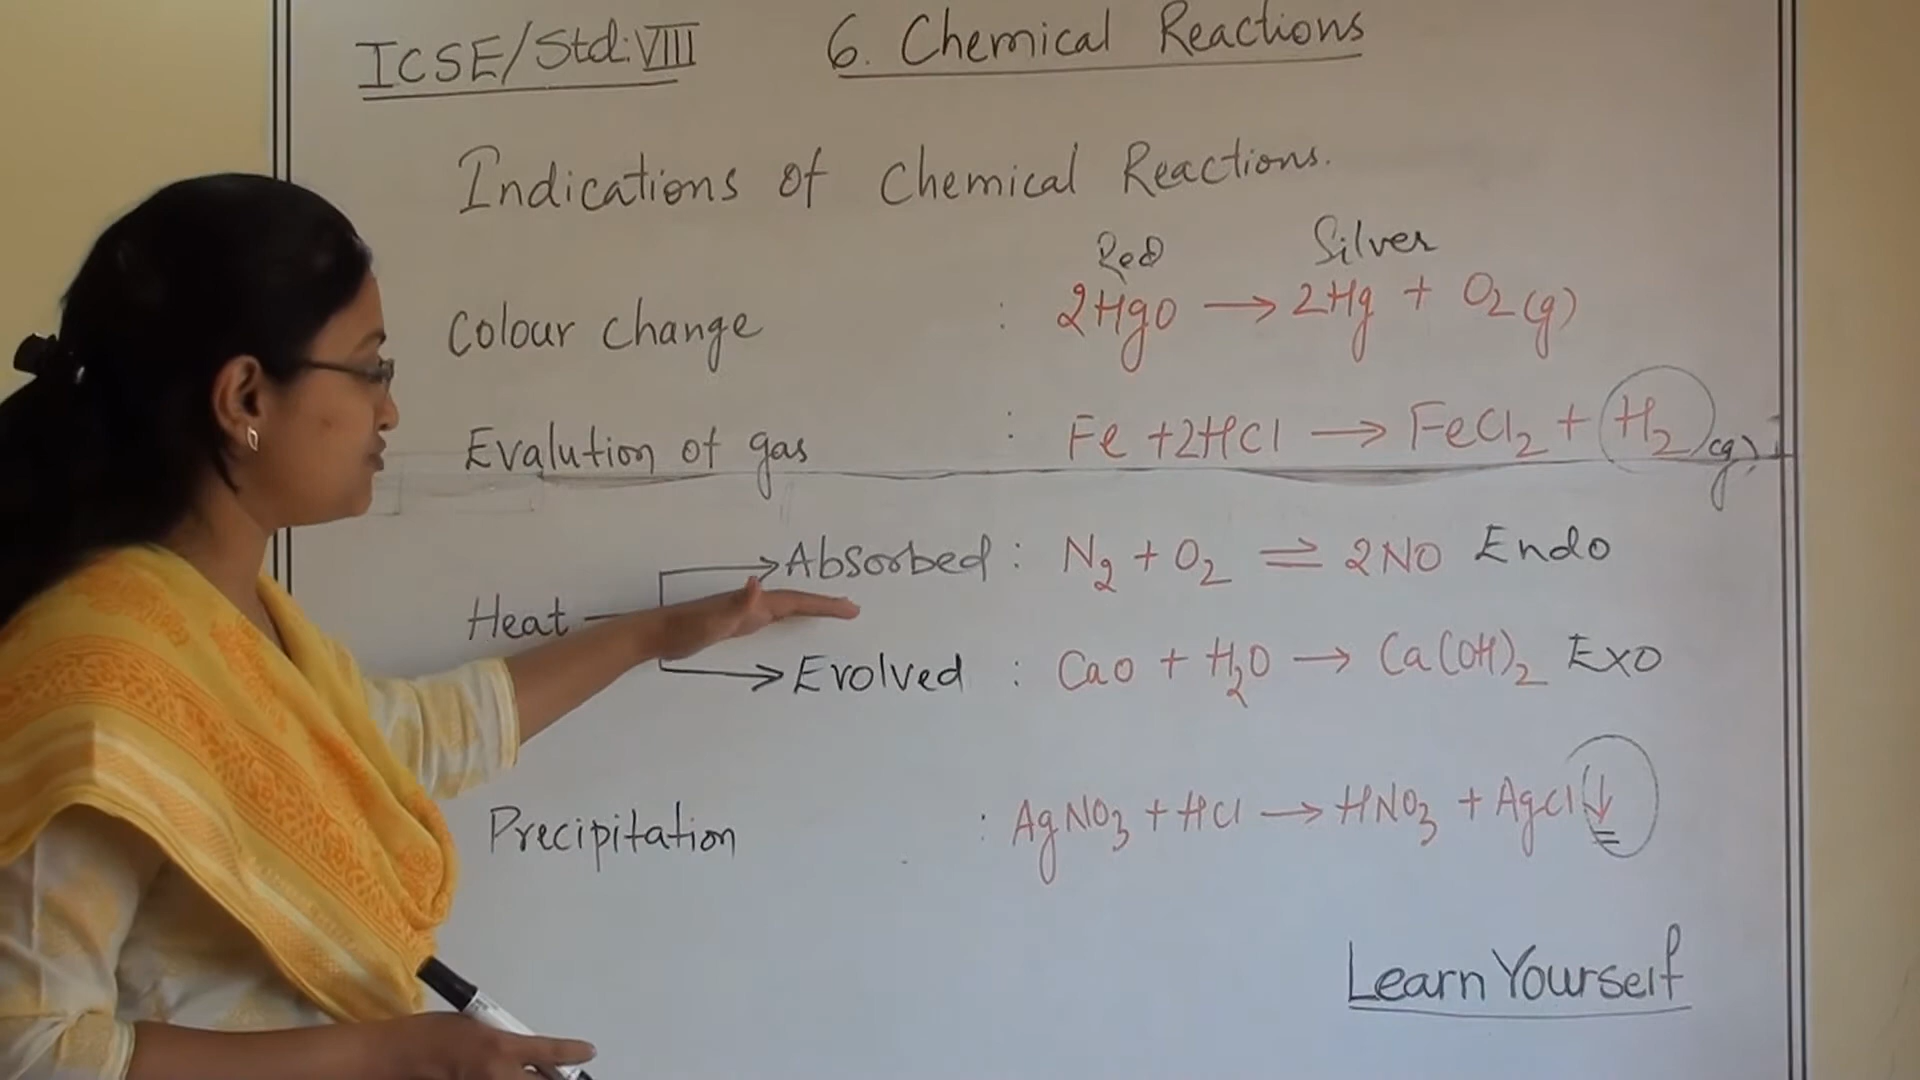 ICSE/Std:VIII 6. Chemical Reactions
Indications of chemical Reactions.
Red Silver
Colour change : 2HgO → 2Hg + O2(g)
Evalution of gas : Fe + 2HCl → FeCl2 + H2(g)
Absorbed : N2 + O2 ⇌ 2NO Endo
Heat
Evolved : CaO + H2O → Ca(OH)2 Exo
Precipitation : AgNO3 + HCl → HNO3 + AgCl↓
Learn Yourself